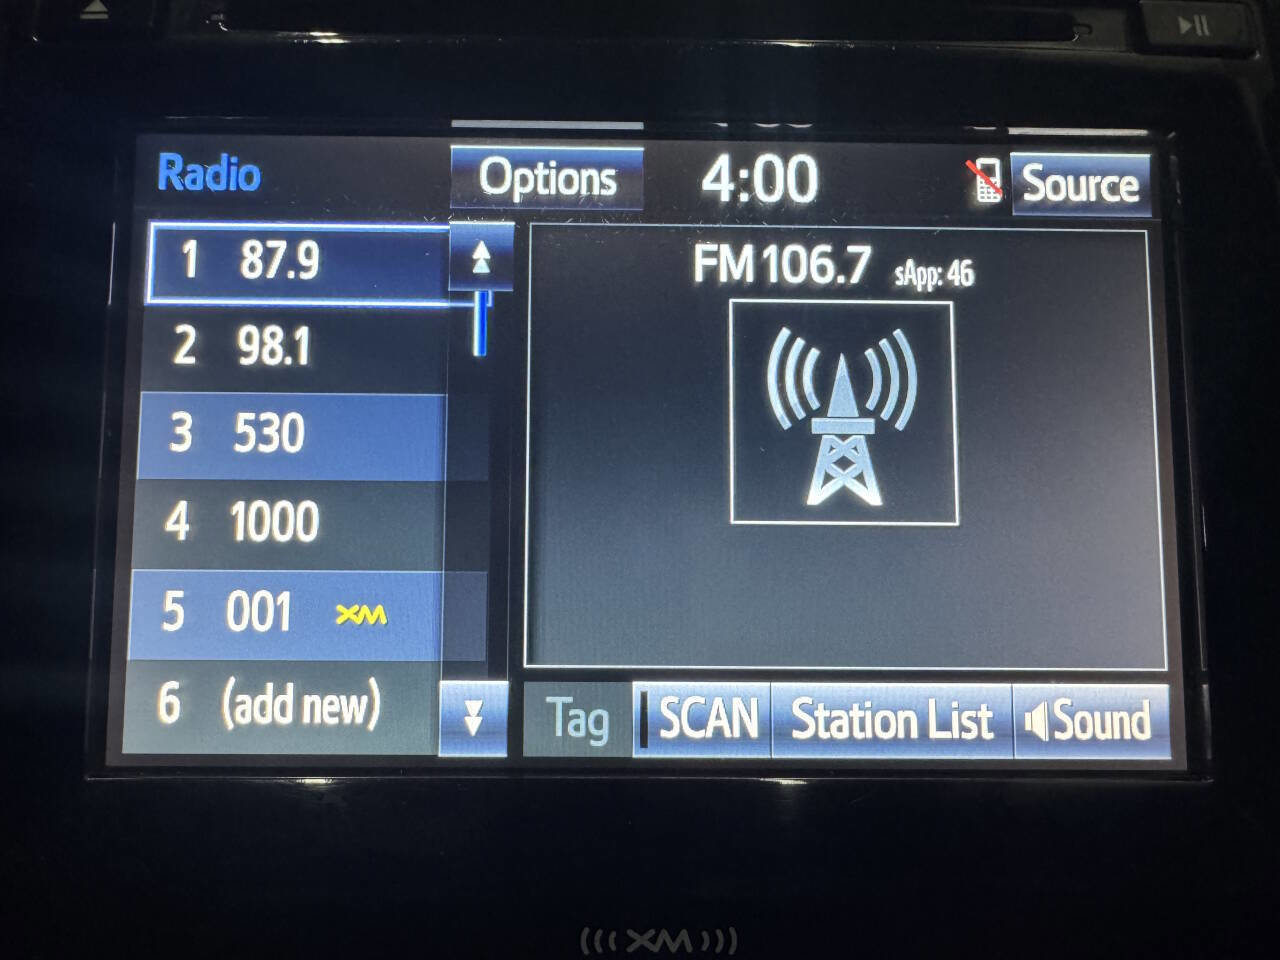 Radio
Options
4:00
Source
1 87.9
2 98.1
3 530
4 1000
5 001 XM
6 (add new)
FM 106.7 sApp: 46
Tag
SCAN
Station List
Sound
XM